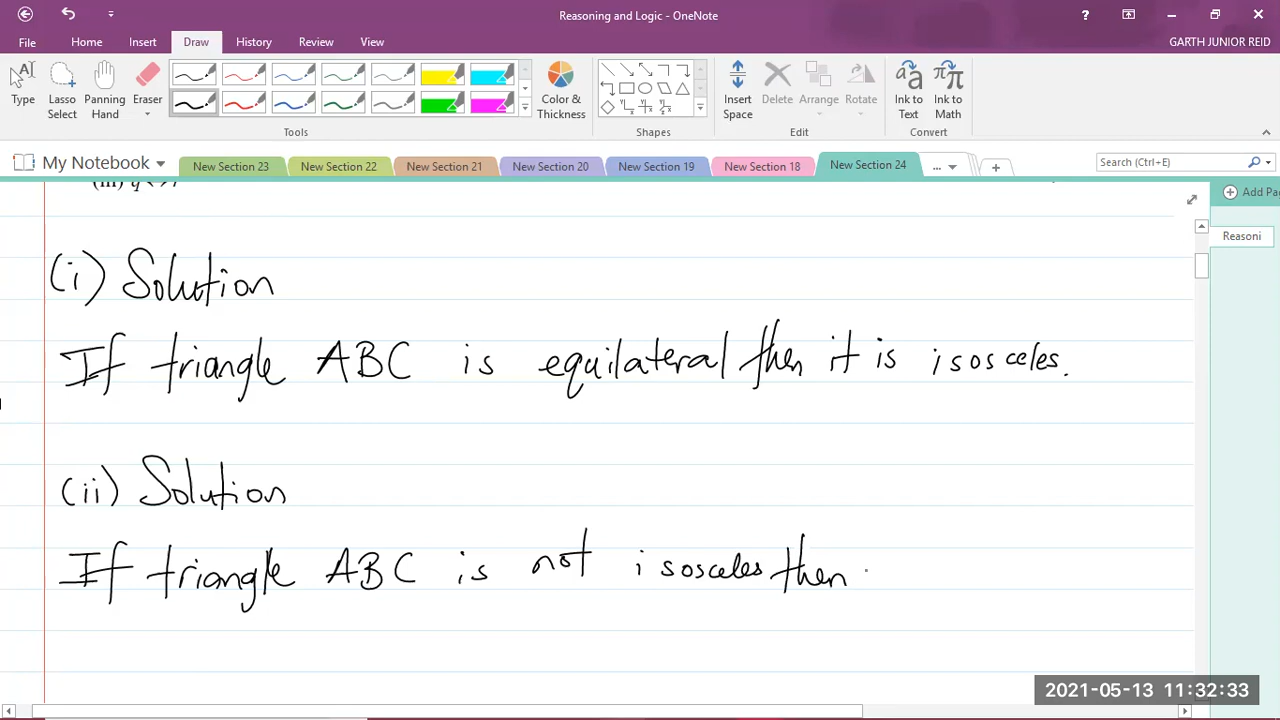 Reasoning and Logic - OneNote
File Home Insert Draw History Review View
GARTH JUNIOR REID
Type
Lasso Select
Panning Hand
Eraser
Color & Thickness
Insert Space
Delete
Arrange
Rotate
Ink to Text
Ink to Math
Tools
Shapes
Edit
Convert
My Notebook
New Section 23
New Section 22
New Section 21
New Section 20
New Section 19
New Section 18
New Section 24
...
Search (Ctrl+E)
Add Pa
Reasoni
(i) Solution
If triangle ABC is equilateral then it is isosceles.
(ii) Solution
If triangle ABC is not isosceles then
2021-05-13 11:32:33